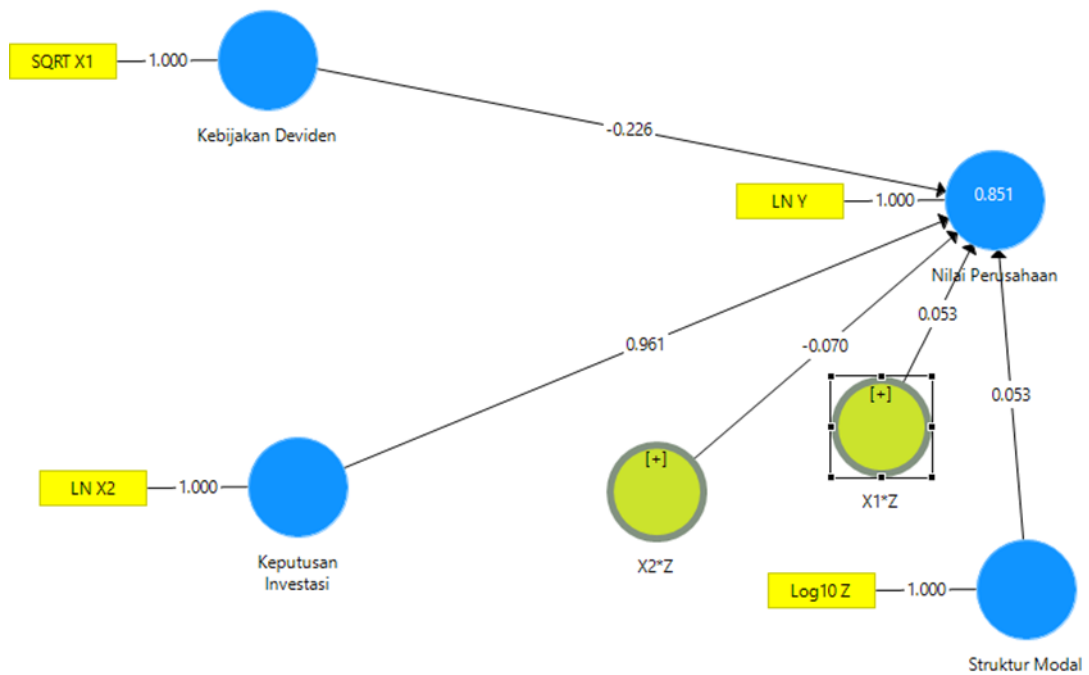 SQRT X1
1.000
Kebijakan Deviden
-0.226
LN Y
1.000
0.851
Nilai Perusahaan
0.053
0.961
-0.070
[+]
X1*Z
0.053
LN X2
1.000
Keputusan
Investasi
[+]
X2*Z
Log10 Z
1.000
Struktur Modal